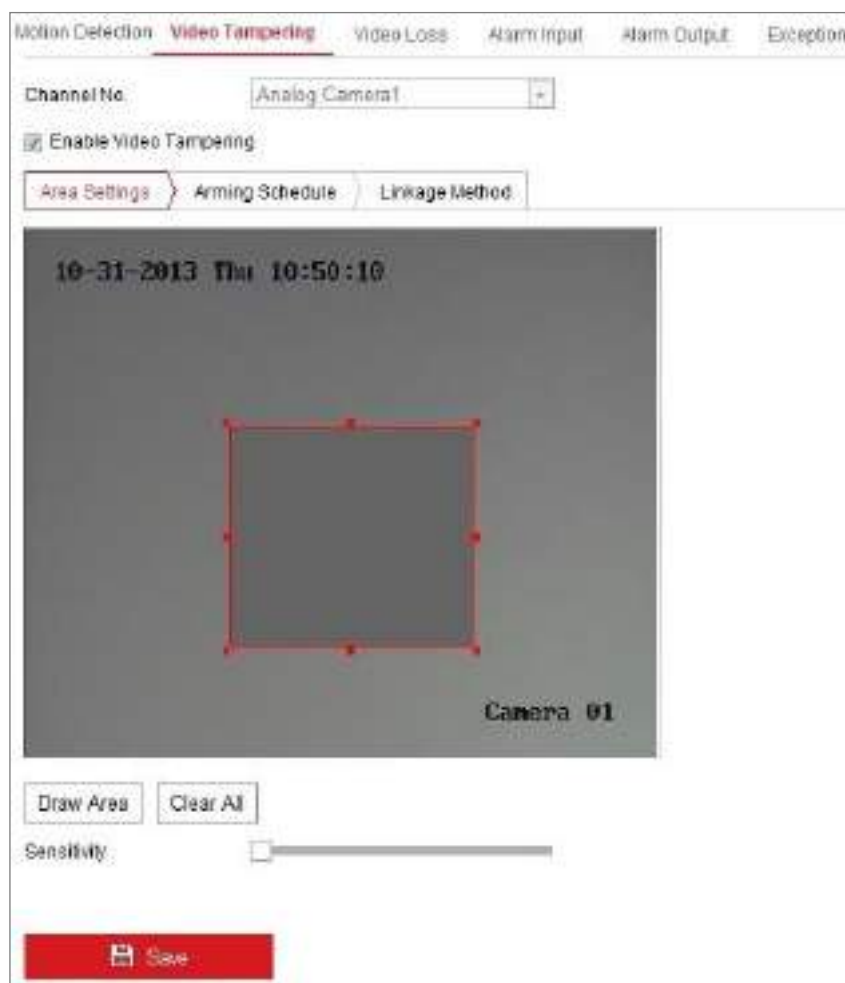 Motion Detection Video Tampering Video Loss Alarm Input Alarm Output Exception
Channel No. Analog Camera1
Enable Video Tampering
Area Settings Arming Schedule Linkage Method
10-31-2013 Thu 10:50:10
Camera 01
Draw Area Clear All
Sensitivity
Save